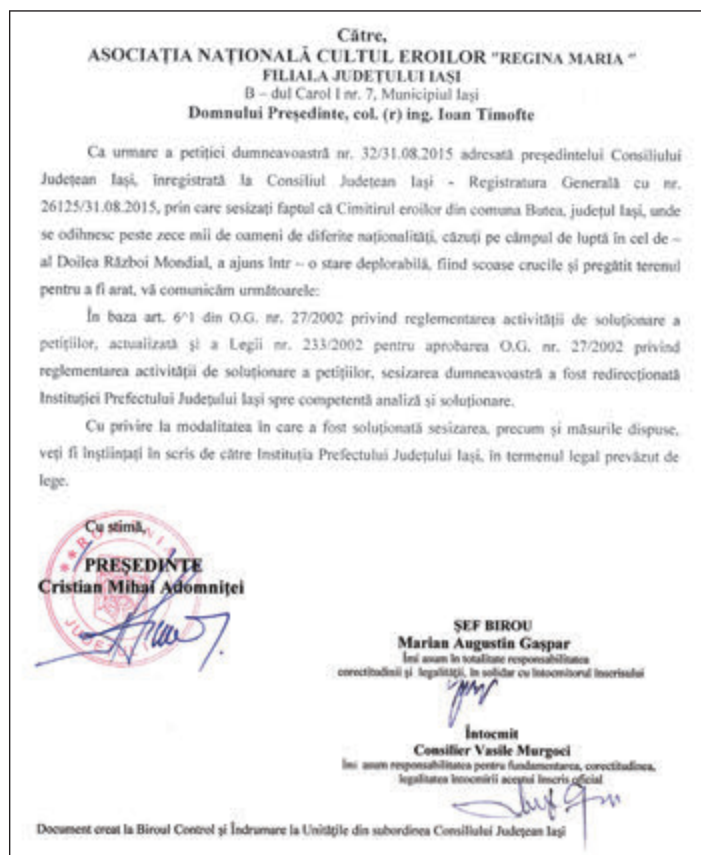 Către,
ASOCIAȚIA NAȚIONALĂ CULTUL EROILOR "REGINA MARIA "
FILIALA JUDEȚULUI IAȘI
B – dul Carol I nr. 7, Municipiul Iași
Domnului Președinte, col. (r) ing. Ioan Timofte
Ca urmare a petiției dumneavoastră nr. 32/31.08.2015 adresată președintelui Consiliului
Județean Iași, înregistrată la Consiliul Județean Iași - Registratura Generală cu nr.
26125/31.08.2015, prin care sesizați faptul că Cimitirul eroilor din comuna Butea, județul Iași, unde
se odihnesc peste zece mii de oameni de diferite naționalități, căzuți pe câmpul de luptă în cel de –
al Doilea Război Mondial, a ajuns într – o stare deplorabilă, fiind scoase crucile și pregătit terenul
pentru a fi arat, vă comunicăm următoarele:
În baza art. 6^1 din O.G. nr. 27/2002 privind reglementarea activității de soluționare a
petițiilor, actualizată și a Legii nr. 233/2002 pentru aprobarea O.G. nr. 27/2002 privind
reglementarea activității de soluționare a petițiilor, sesizarea dumneavoastră a fost redirecționată
Instituției Prefectului Județului Iași spre competentă analiză și soluționare.
Cu privire la modalitatea în care a fost soluționată sesizarea, precum și măsurile dispuse,
veți fi înștiințați în scris de către Instituția Prefectului Județului Iași, în termenul legal prevăzut de
lege.
Cu stimă,
ROMÂNIA
PREȘEDINTE
Cristian Mihai Adomniței
ȘEF BIROU
Marian Augustin Gașpar
Îmi asum în totalitate responsabilitatea
corectitudinii și legalității, în solidar cu întocmitorul înscrisului
Întocmit
Consilier Vasile Murgoci
Îmi asum responsabilitatea pentru fundamentarea, corectitudinea,
legalitatea întocmirii acestui înscris oficial
Document creat la Biroul Control și Îndrumare la Unitățile din subordinea Consiliului Județean Iași